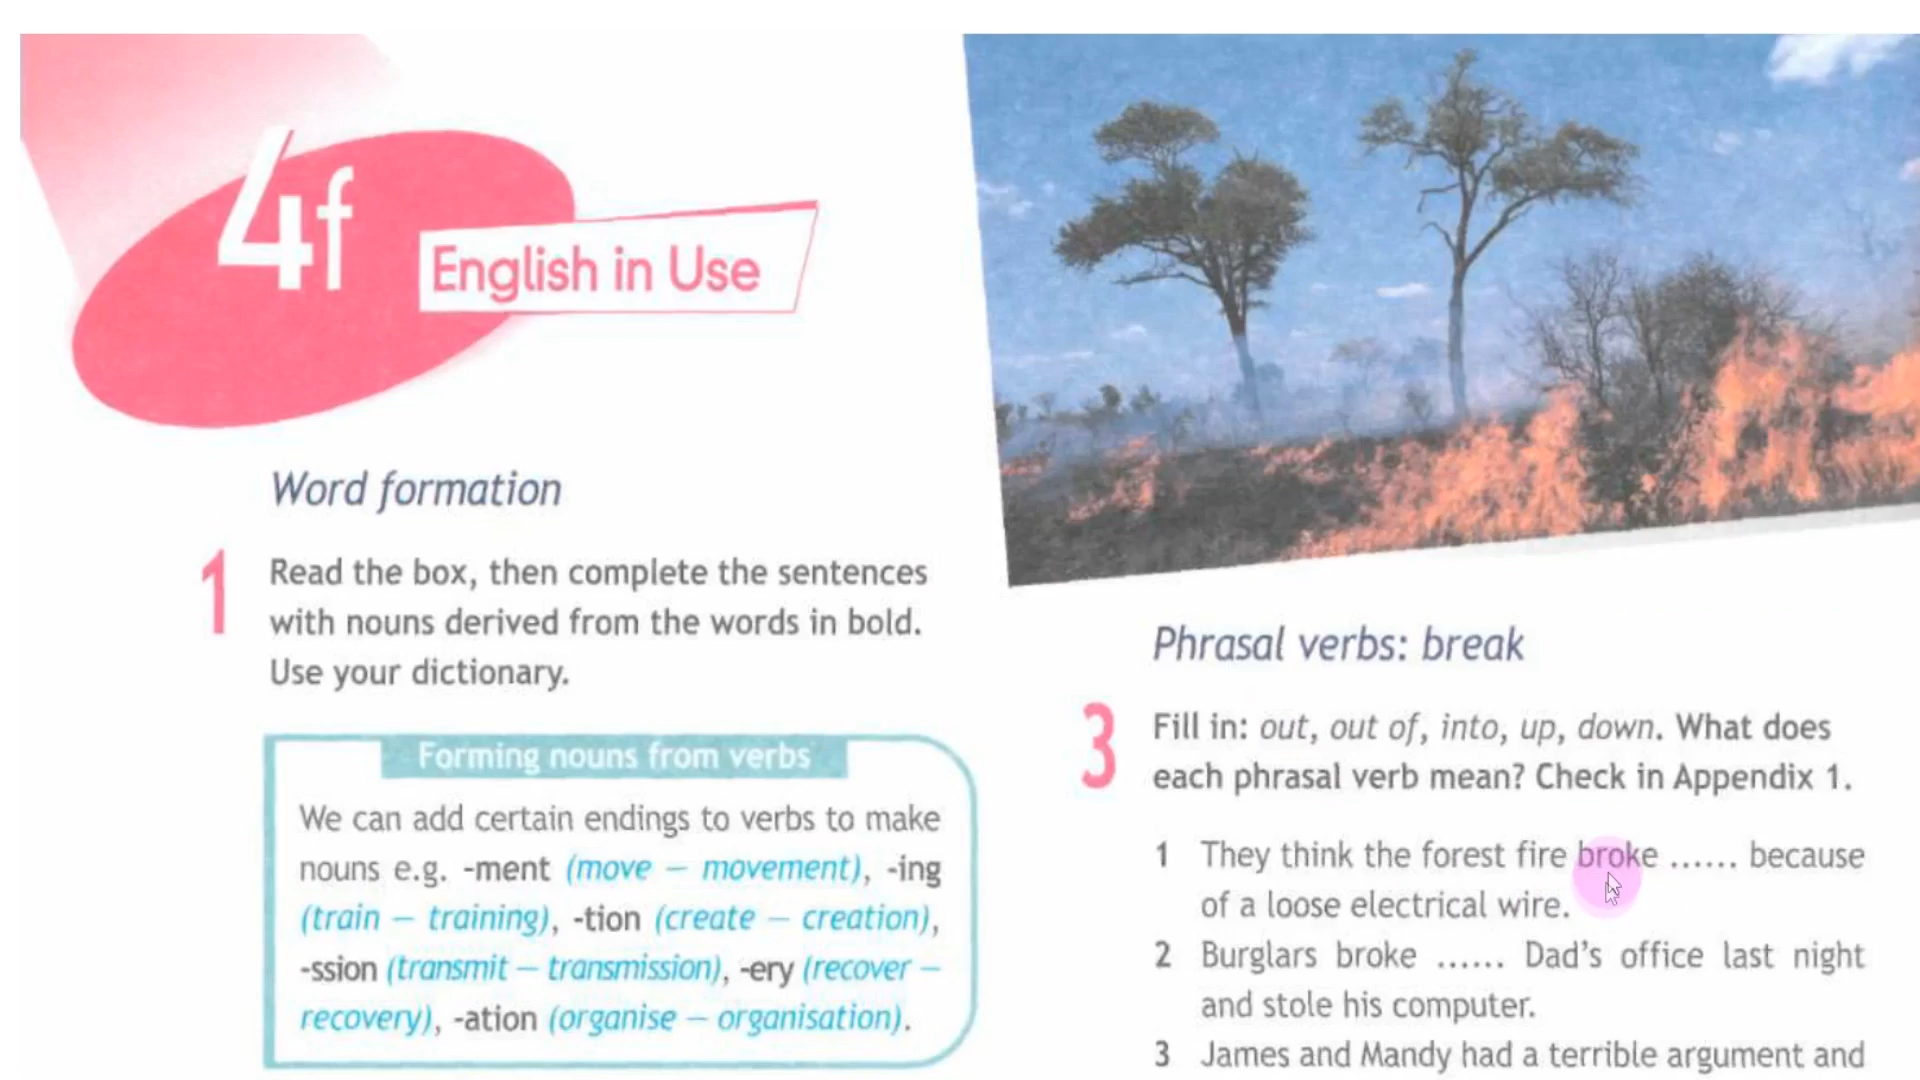 4f
English in Use
Word formation
1 Read the box, then complete the sentences
with nouns derived from the words in bold.
Use your dictionary.
Forming nouns from verbs
We can add certain endings to verbs to make
nouns e.g. -ment (move – movement), -ing
(train – training), -tion (create – creation),
-ssion (transmit – transmission), -ery (recover –
recovery), -ation (organise – organisation).
Phrasal verbs: break
3 Fill in: out, out of, into, up, down. What does
each phrasal verb mean? Check in Appendix 1.
1 They think the forest fire broke ...... because
of a loose electrical wire.
2 Burglars broke ...... Dad's office last night
and stole his computer.
3 James and Mandy had a terrible argument and